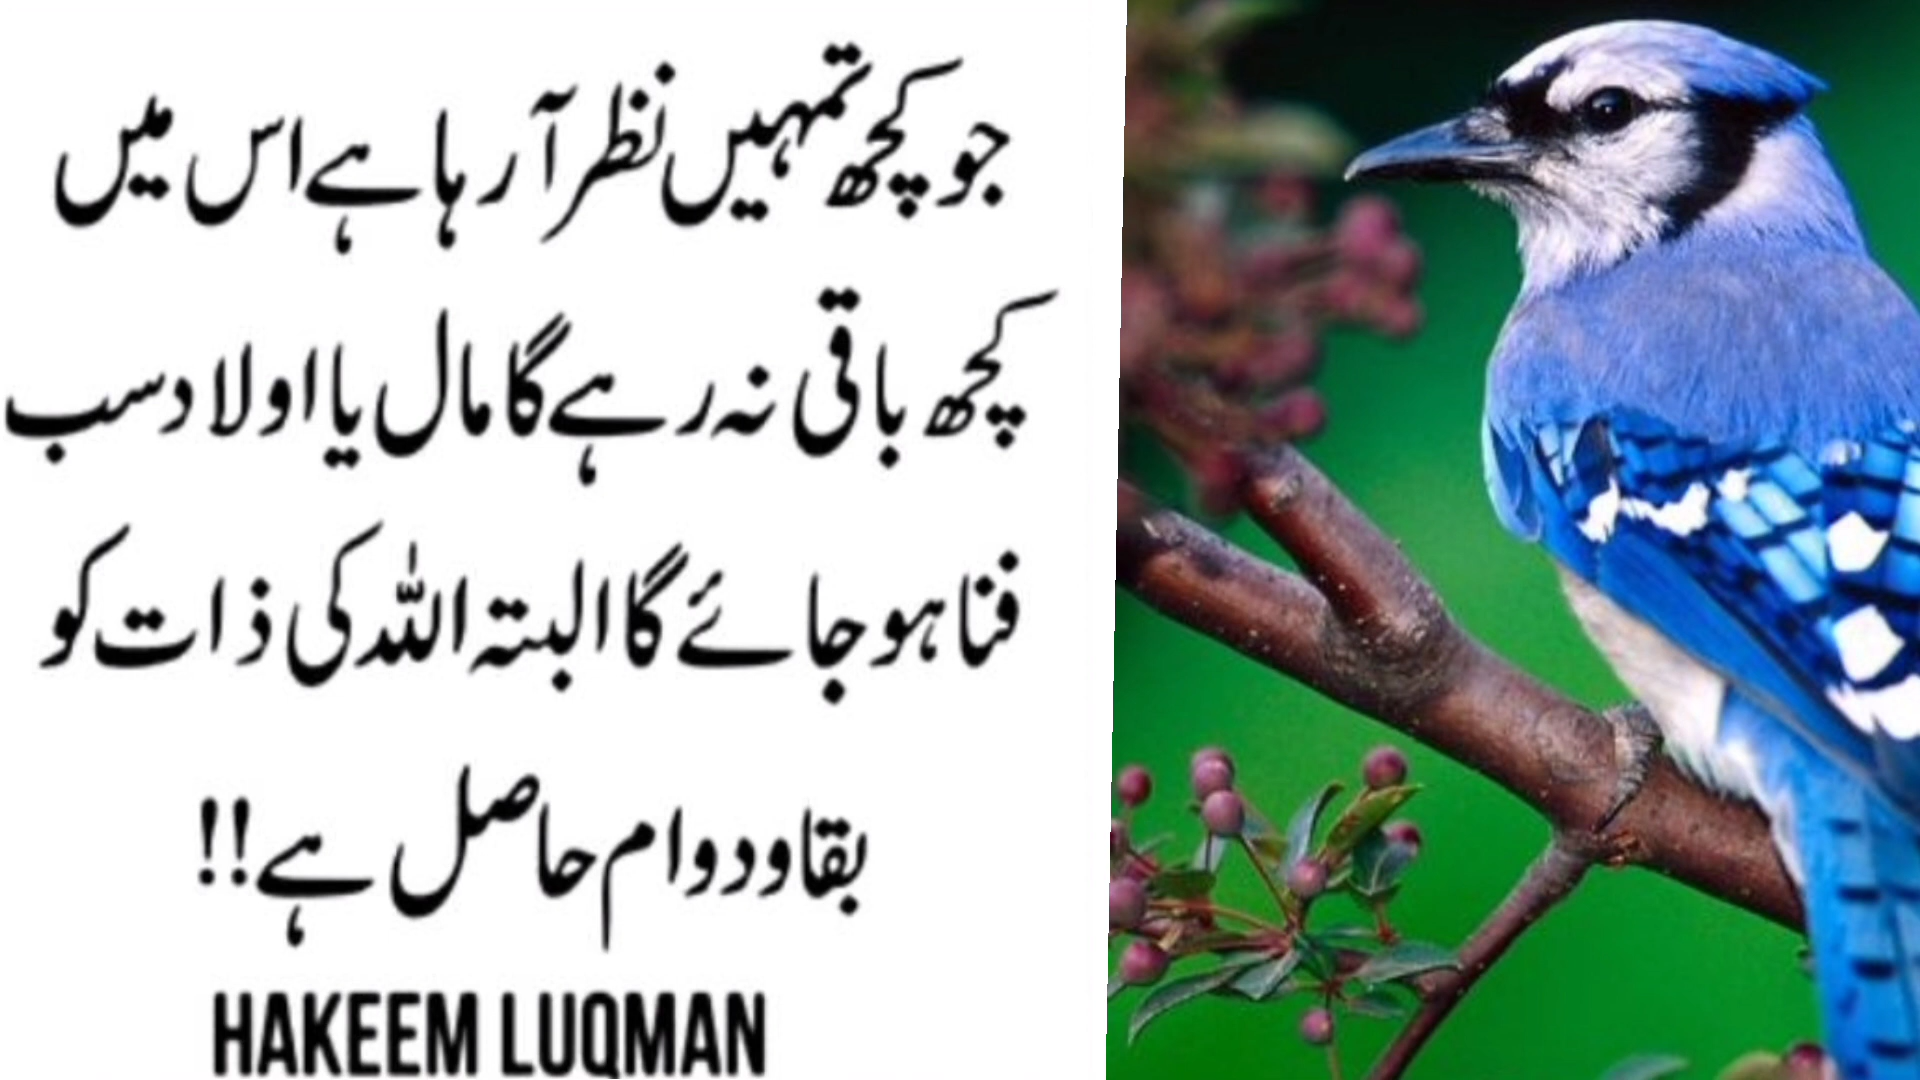 جو کچھ تمہیں نظر آ رہا ہے اس میں
کچھ باقی نہ رہے گا مال یا اولاد سب
فنا ہو جائے گا البتہ اللہ کی ذات کو
بقا و دوام حاصل ہے!!
HAKEEM LUQMAN